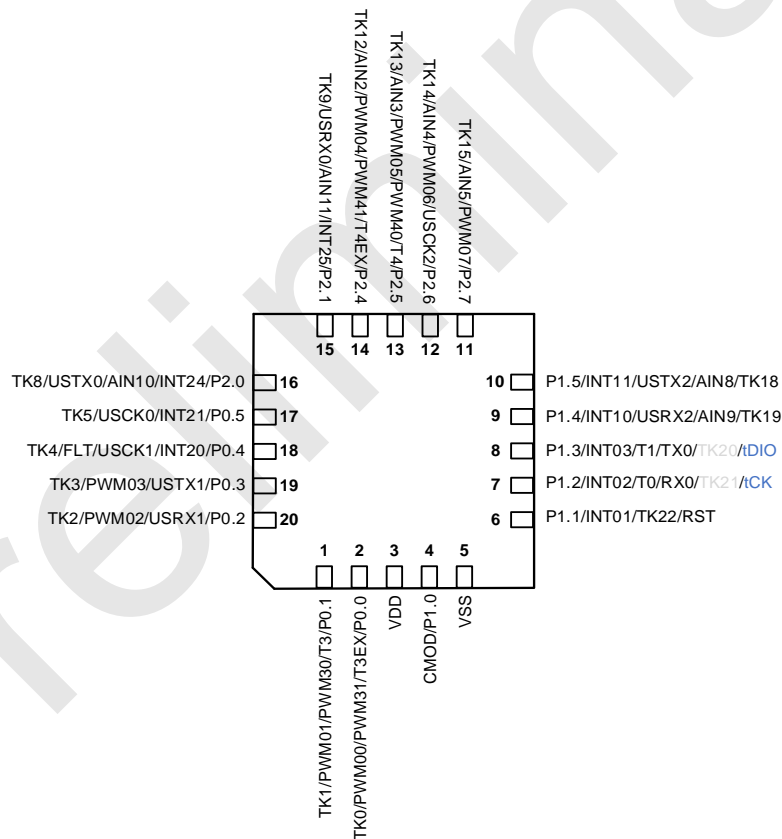 TK9/USRX0/AIN11/INT25/P2.1
TK12/AIN2/PWM04/PWM41/T4EX/P2.4
TK13/AIN3/PWM05/PWM40/T4/P2.5
TK14/AIN4/PWM06/USCK2/P2.6
TK15/AIN5/PWM07/P2.7
15 14 13 12 11
TK8/USTX0/AIN10/INT24/P2.0 16
10 P1.5/INT11/USTX2/AIN8/TK18
TK5/USCK0/INT21/P0.5 17
9 P1.4/INT10/USRX2/AIN9/TK19
TK4/FLT/USCK1/INT20/P0.4 18
8 P1.3/INT03/T1/TX0/TK20/tDIO
TK3/PWM03/USTX1/P0.3 19
7 P1.2/INT02/T0/RX0/TK21/tCK
TK2/PWM02/USRX1/P0.2 20
6 P1.1/INT01/TK22/RST
1 2 3 4 5
TK1/PWM01/PWM30/T3/P0.1
TK0/PWM00/PWM31/T3EX/P0.0
VDD
CMOD/P1.0
VSS
relimina